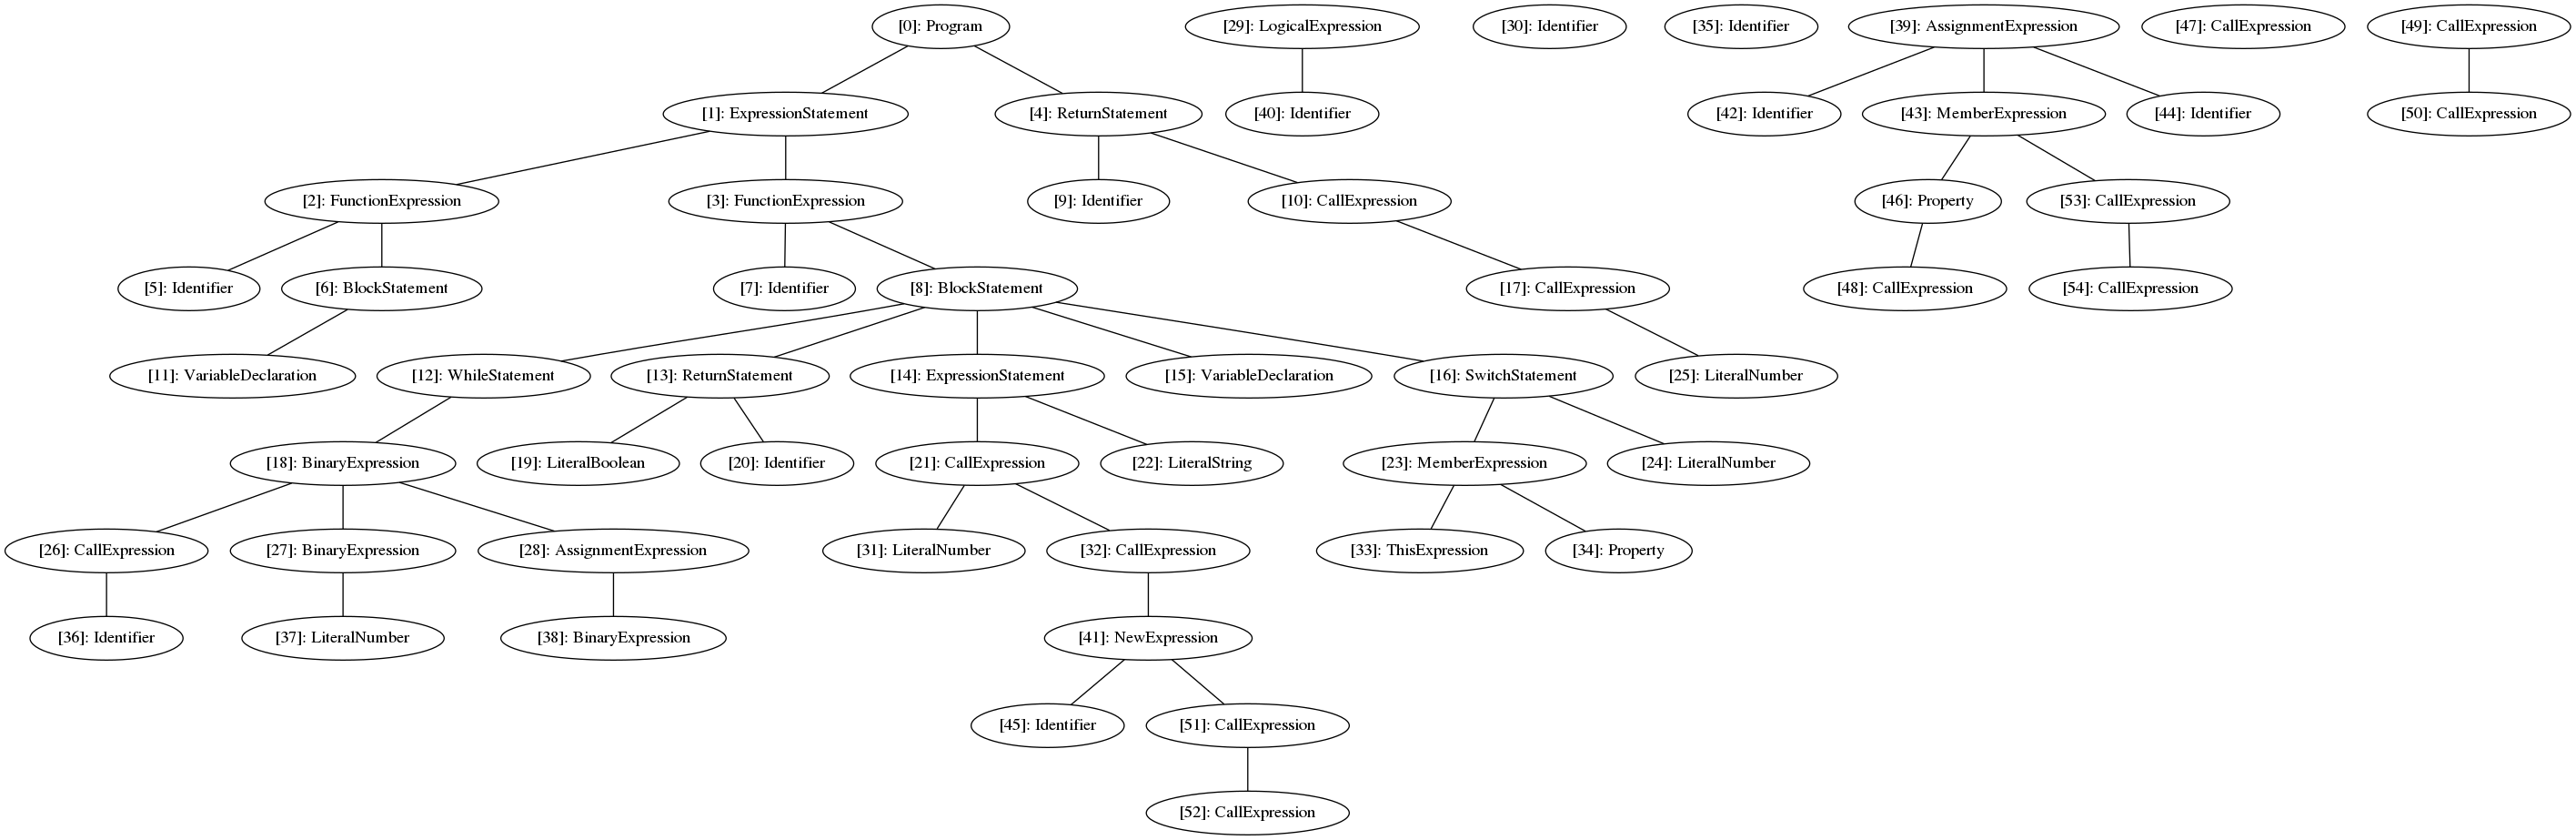 [0]: Program
[29]: LogicalExpression
[30]: Identifier
[35]: Identifier
[39]: AssignmentExpression
[47]: CallExpression
[49]: CallExpression
[1]: ExpressionStatement
[4]: ReturnStatement
[40]: Identifier
[42]: Identifier
[43]: MemberExpression
[44]: Identifier
[50]: CallExpression
[2]: FunctionExpression
[3]: FunctionExpression
[9]: Identifier
[10]: CallExpression
[46]: Property
[53]: CallExpression
[5]: Identifier
[6]: BlockStatement
[7]: Identifier
[8]: BlockStatement
[17]: CallExpression
[48]: CallExpression
[54]: CallExpression
[11]: VariableDeclaration
[12]: WhileStatement
[13]: ReturnStatement
[14]: ExpressionStatement
[15]: VariableDeclaration
[16]: SwitchStatement
[25]: LiteralNumber
[18]: BinaryExpression
[19]: LiteralBoolean
[20]: Identifier
[21]: CallExpression
[22]: LiteralString
[23]: MemberExpression
[24]: LiteralNumber
[26]: CallExpression
[27]: BinaryExpression
[28]: AssignmentExpression
[31]: LiteralNumber
[32]: CallExpression
[33]: ThisExpression
[34]: Property
[36]: Identifier
[37]: LiteralNumber
[38]: BinaryExpression
[41]: NewExpression
[45]: Identifier
[51]: CallExpression
[52]: CallExpression